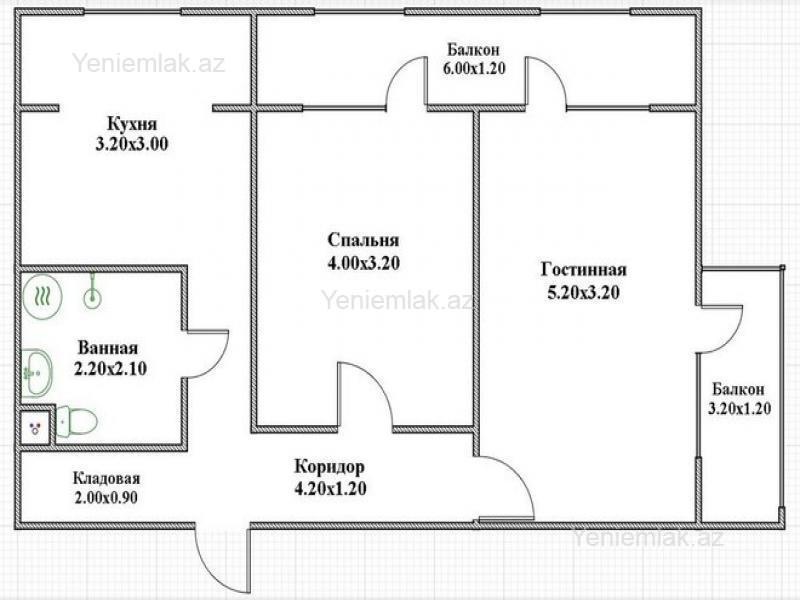 Yeniemlak.az
Балкон
6.00x1.20
Кухня
3.20x3.00
Спальня
4.00x3.20
Yeniemlak.az
Гостинная
5.20x3.20
Ванная
2.20x2.10
Балкон
3.20x1.20
Кладовая
2.00x0.90
Коридор
4.20x1.20
Yeniemlak.az